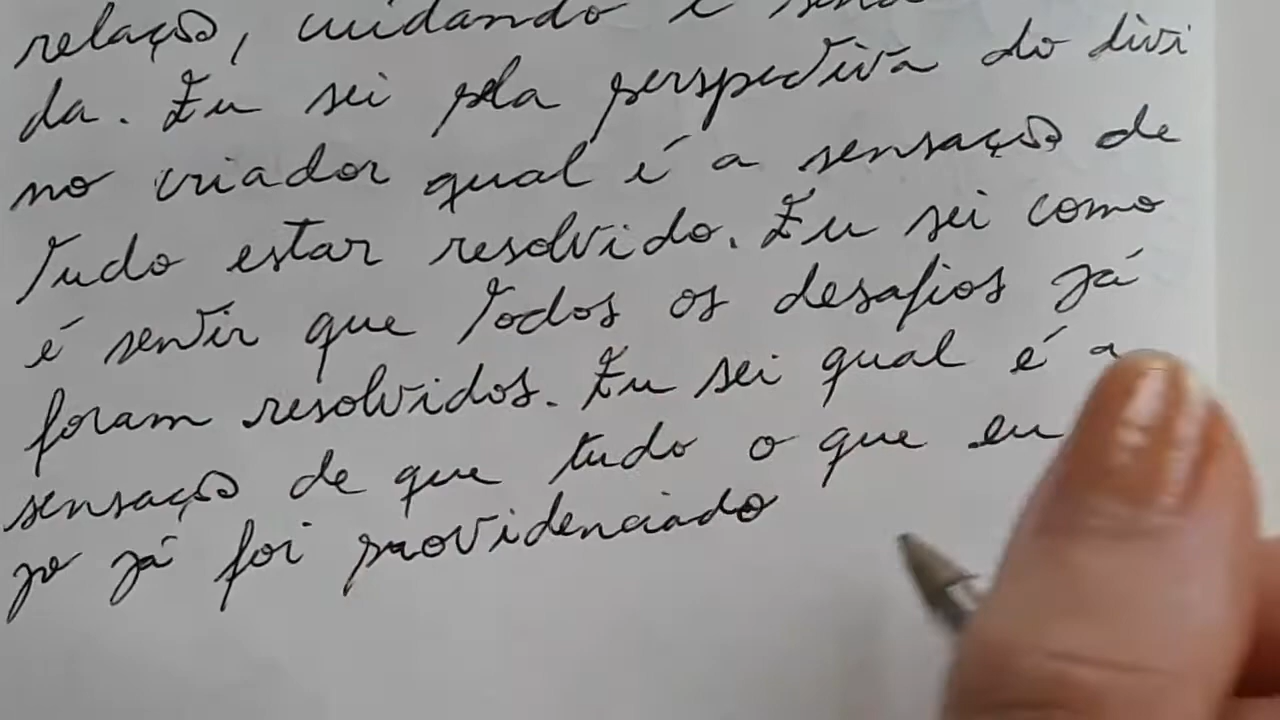 relação, cuidando e send
da. Eu sei pela perspectiva do divi
no criador qual é a sensação de
tudo estar resolvido. Eu sei como
é sentir que todos os desafios já
foram resolvidos. Eu sei qual é a
sensação de que tudo o que eu
jo já foi providenciado